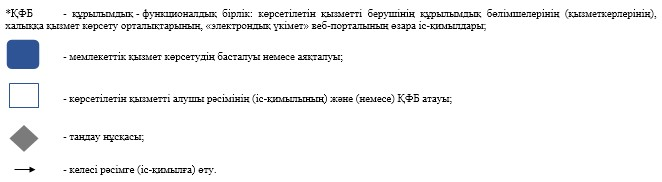 *ҚФБ - құрылымдық - функционалдық бірлік: көрсетілетін қызметті берушінің құрылымдық бөлімшелерінің (қызметкерлерінің),
халыққа қызмет көрсету орталықтарының, «электрондық үкімет» веб-порталының өзара іс-қимылдары;
- мемлекеттік қызмет көрсетудің басталуы немесе аяқталуы;
- көрсетілетін қызметті алушы рәсімінің (іс-қимылының) және (немесе) ҚФБ атауы;
- таңдау нұсқасы;
- келесі рәсімге (іс-қимылға) өту.